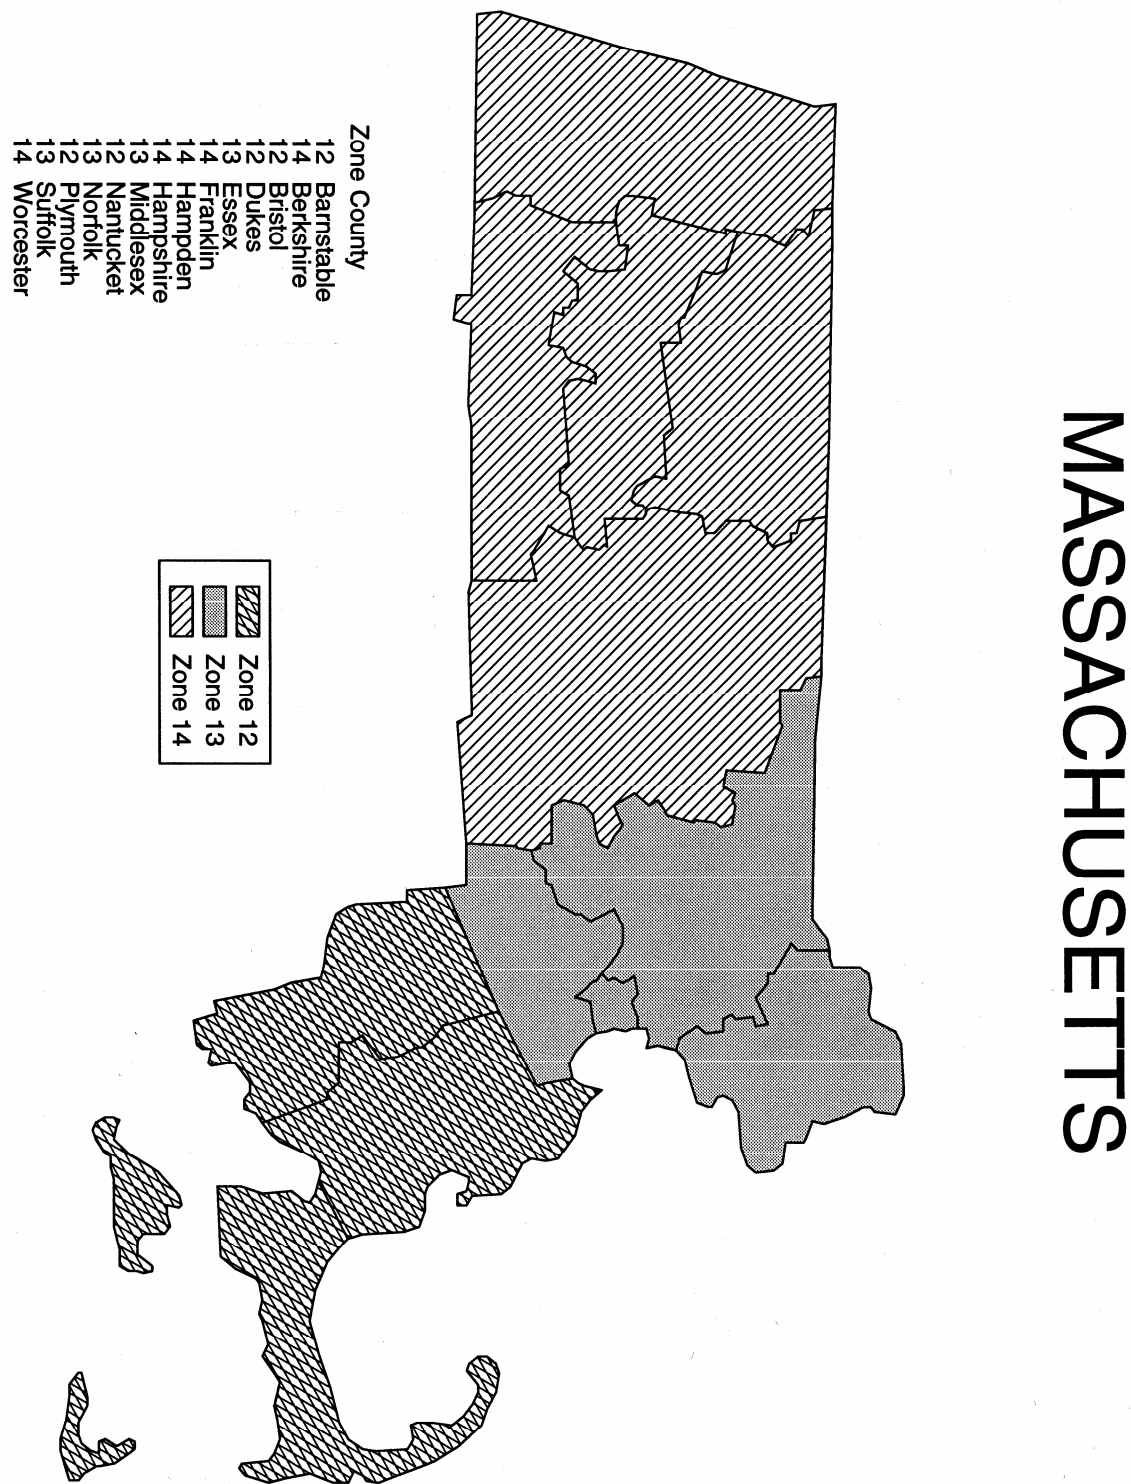 MASSACHUSETTS
Zone County
12 Barnstable
14 Berkshire
12 Bristol
12 Dukes
13 Essex
14 Franklin
14 Hampden
14 Hampshire
13 Middlesex
12 Nantucket
13 Norfolk
12 Plymouth
13 Suffolk
14 Worcester
Zone 12
Zone 13
Zone 14